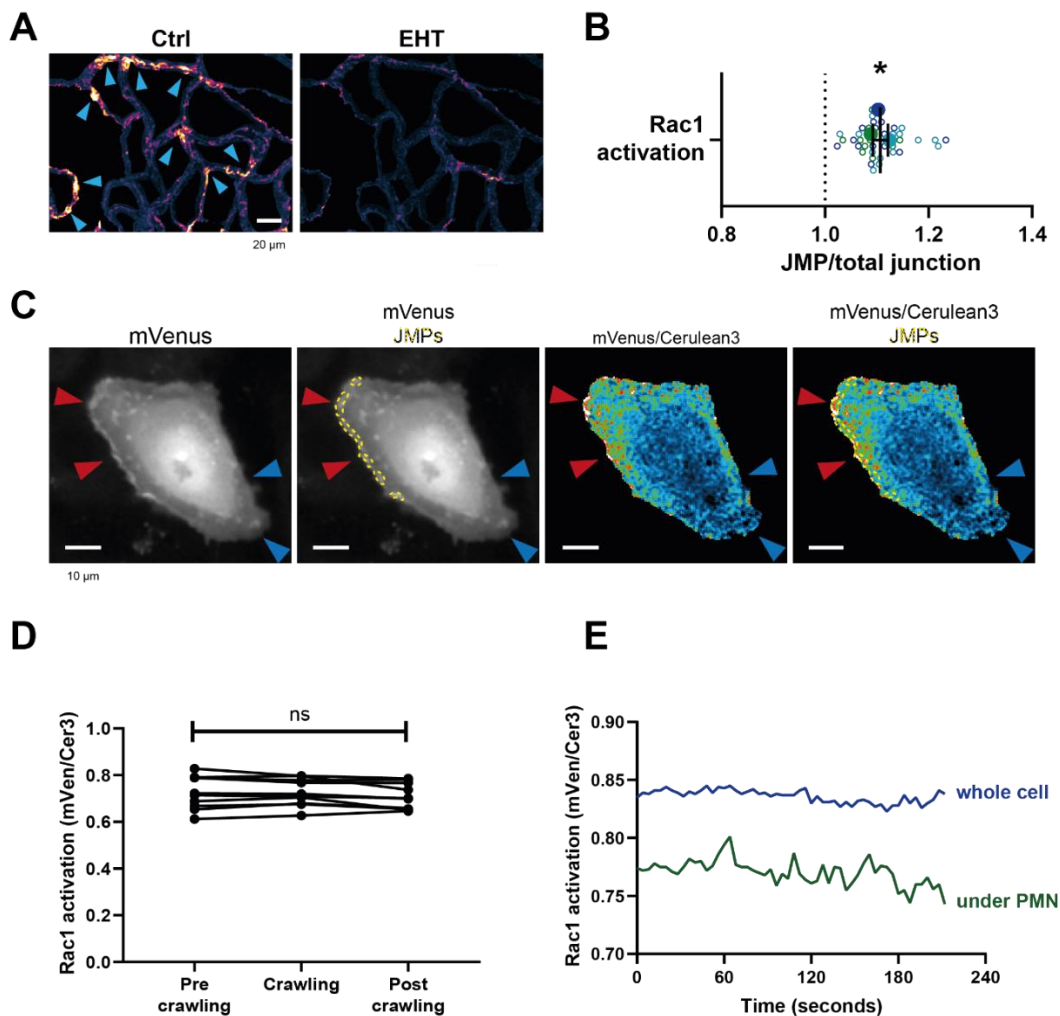 A
Ctrl
EHT
20 µm
B
*
Rac1
activation
0.8
1.0
1.2
1.4
JMP/total junction
C
mVenus
mVenus
JMPs
mVenus/Cerulean3
mVenus/Cerulean3
JMPs
10 µm
D
Rac1 activation (mVen/Cer3)
1.0
0.8
0.6
0.4
0.2
0.0
ns
Pre
crawling
Crawling
Post
crawling
E
Rac1 activation (mVen/Cer3)
0.90
0.85
0.80
0.75
0.70
whole cell
under PMN
0
60
120
180
240
Time (seconds)